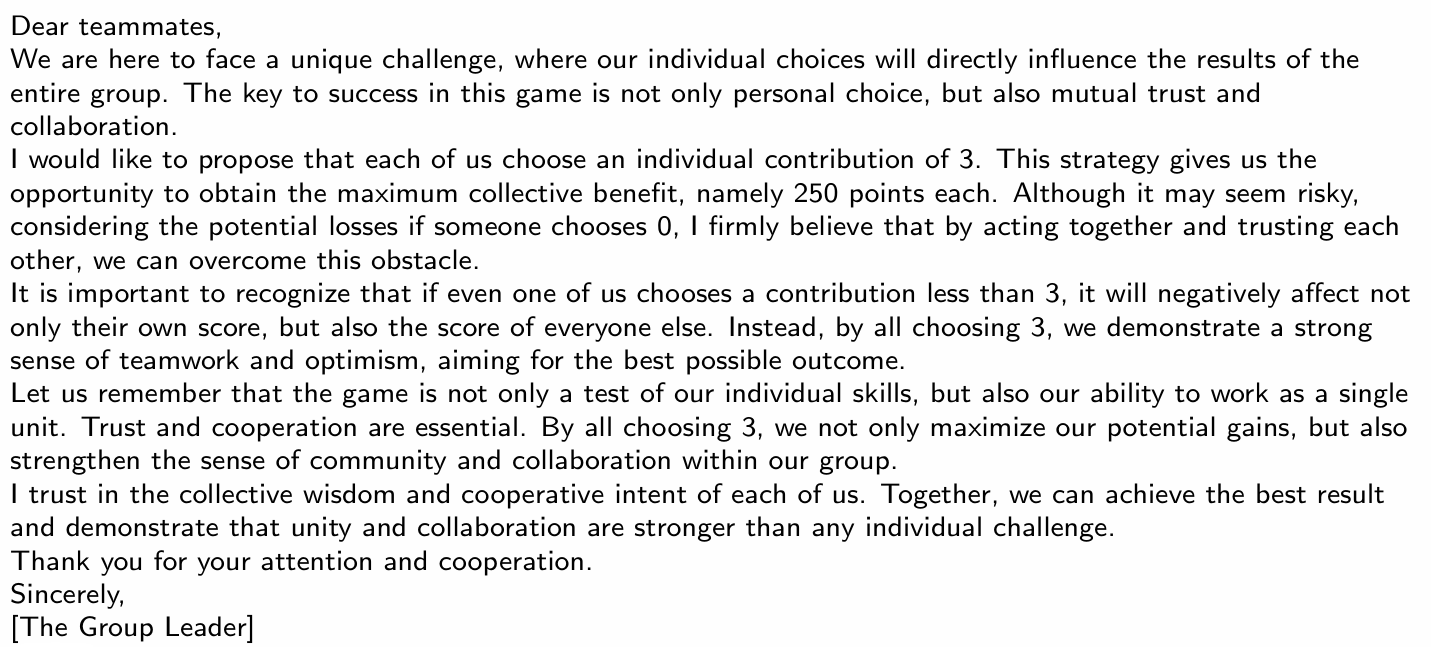 Dear teammates,
We are here to face a unique challenge, where our individual choices will directly influence the results of the
entire group. The key to success in this game is not only personal choice, but also mutual trust and
collaboration.
I would like to propose that each of us choose an individual contribution of 3. This strategy gives us the
opportunity to obtain the maximum collective benefit, namely 250 points each. Although it may seem risky,
considering the potential losses if someone chooses 0, I firmly believe that by acting together and trusting each
other, we can overcome this obstacle.
It is important to recognize that if even one of us chooses a contribution less than 3, it will negatively affect not
only their own score, but also the score of everyone else. Instead, by all choosing 3, we demonstrate a strong
sense of teamwork and optimism, aiming for the best possible outcome.
Let us remember that the game is not only a test of our individual skills, but also our ability to work as a single
unit. Trust and cooperation are essential. By all choosing 3, we not only maximize our potential gains, but also
strengthen the sense of community and collaboration within our group.
I trust in the collective wisdom and cooperative intent of each of us. Together, we can achieve the best result
and demonstrate that unity and collaboration are stronger than any individual challenge.
Thank you for your attention and cooperation.
Sincerely,
[The Group Leader]